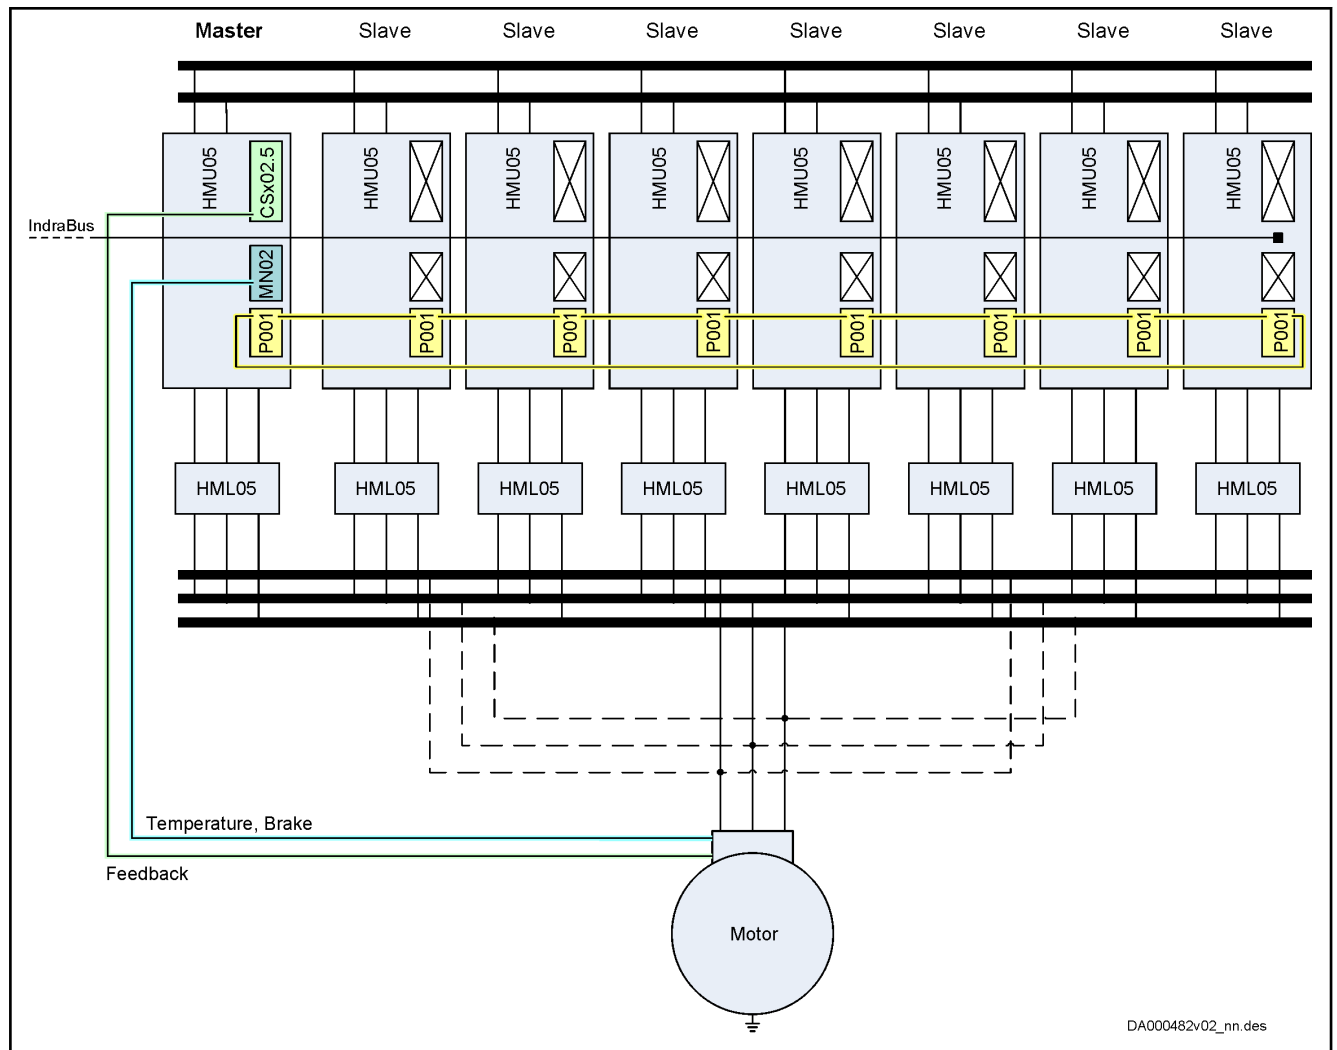 Master Slave Slave Slave Slave Slave Slave Slave
HMU05 CSx02.5 HMU05 HMU05 HMU05 HMU05 HMU05 HMU05 HMU05
IndraBus
MN02
P001 P001 P001 P001 P001 P001 P001 P001
HML05 HML05 HML05 HML05 HML05 HML05 HML05 HML05
Temperature, Brake
Feedback
Motor
DA000482v02_nn.des